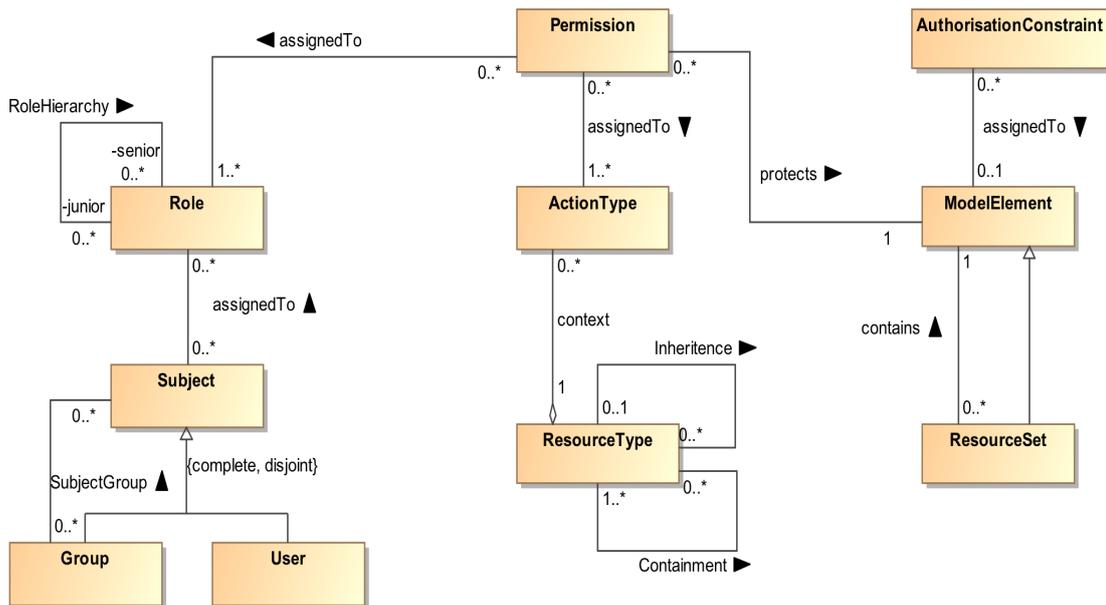 Permission
AuthorisationConstraint
◀ assignedTo
0..*
0..*
0..*
0..*
RoleHierarchy ▶
assignedTo ▼
assignedTo ▼
-senior
0..*
1..*
1..*
0..1
protects ▶
Role
ActionType
ModelElement
-junior
0..*
1
0..*
0..*
1
assignedTo ▲
context
contains ▲
0..*
Inheritence ▶
Subject
1
0..1
0..*
0..*
ResourceType
0..*
ResourceSet
{complete, disjoint}
SubjectGroup ▲
1..*
0..*
0..*
Group
User
Containment ▶